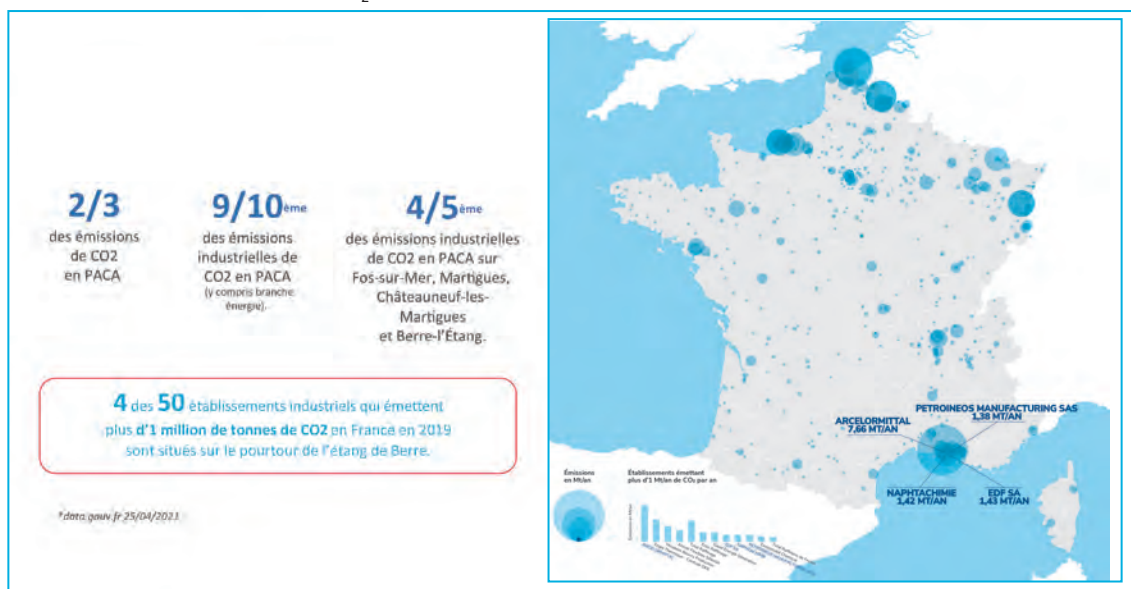 2
2/3
des émissions
de CO2
en PACA
9/10ème
des émissions
industrielles de
CO2 en PACA
(y compris branche
énergie).
4/5ème
des émissions industrielles
de CO2 en PACA sur
Fos-sur-Mer, Martigues,
Châteauneuf-les-
Martigues
et Berre-l'Étang.
4 des 50 établissements industriels qui émettent
plus d'1 million de tonnes de CO2 en France en 2019
sont situés sur le pourtour de l'étang de Berre.
*data.gouv.fr 25/04/2021
PETROINEOS MANUFACTURING SAS
1,38 MT/AN
ARCELORMITTAL
7,66 MT/AN
NAPHTACHIMIE
1,42 MT/AN
EDF SA
1,43 MT/AN
Émissions
en Mt/an
Établissements émettant
plus d'1 Mt/an de CO₂ par an